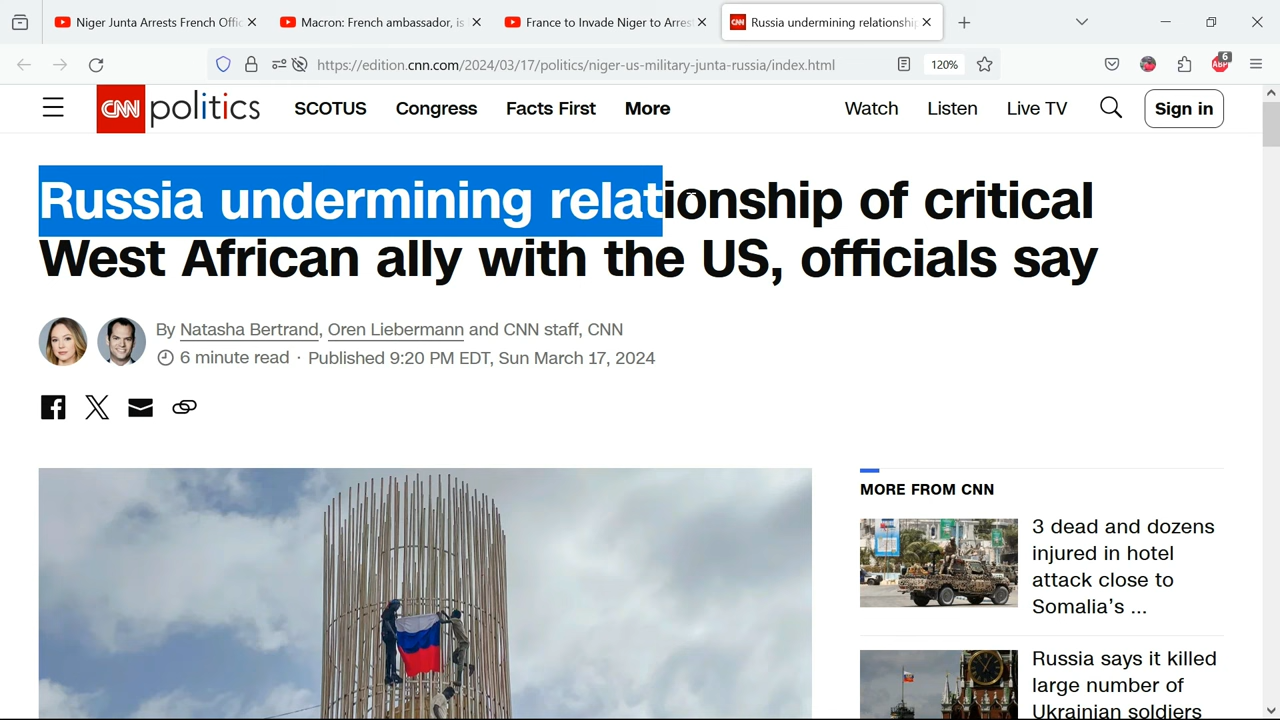 Niger Junta Arrests French Offic
Macron: French ambassador, is
France to Invade Niger to Arres
CNN
Russia undermining relationship
https://edition.cnn.com/2024/03/17/politics/niger-us-military-junta-russia/index.html
120%
6
ABP
CNN politics
SCOTUS
Congress
Facts First
More
Watch
Listen
Live TV
Sign in
Russia undermining relationship of critical
West African ally with the US, officials say
By Natasha Bertrand, Oren Liebermann and CNN staff, CNN
6 minute read · Published 9:20 PM EDT, Sun March 17, 2024
MORE FROM CNN
3 dead and dozens
injured in hotel
attack close to
Somalia’s ...
Russia says it killed
large number of
Ukrainian soldiers